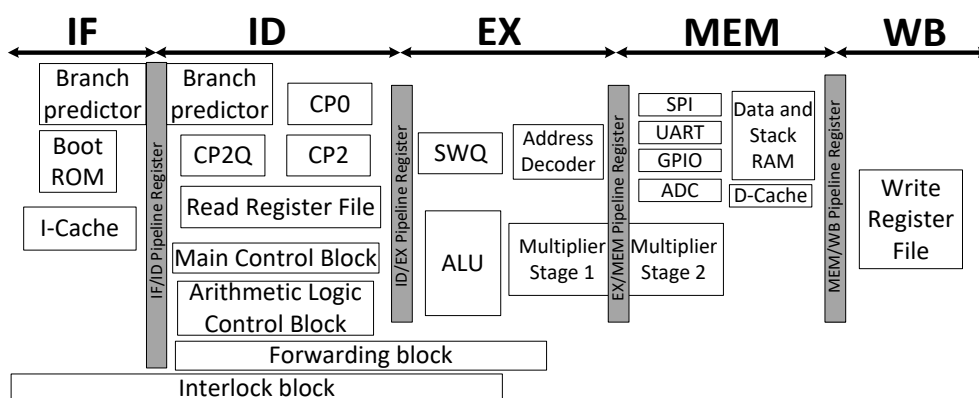 IF
ID
EX
MEM
WB
Branch
predictor
Boot
ROM
I-Cache
IF/ID Pipeline Register
Branch
predictor
CP0
CP2Q
CP2
Read Register File
Main Control Block
Arithmetic Logic
Control Block
Forwarding block
Interlock block
ID/EX Pipeline Register
SWQ
Address
Decoder
ALU
Multiplier
Stage 1
EX/MEM Pipeline Register
SPI
UART
GPIO
ADC
Data and
Stack
RAM
D-Cache
Multiplier
Stage 2
MEM/WB Pipeline Register
Write
Register
File